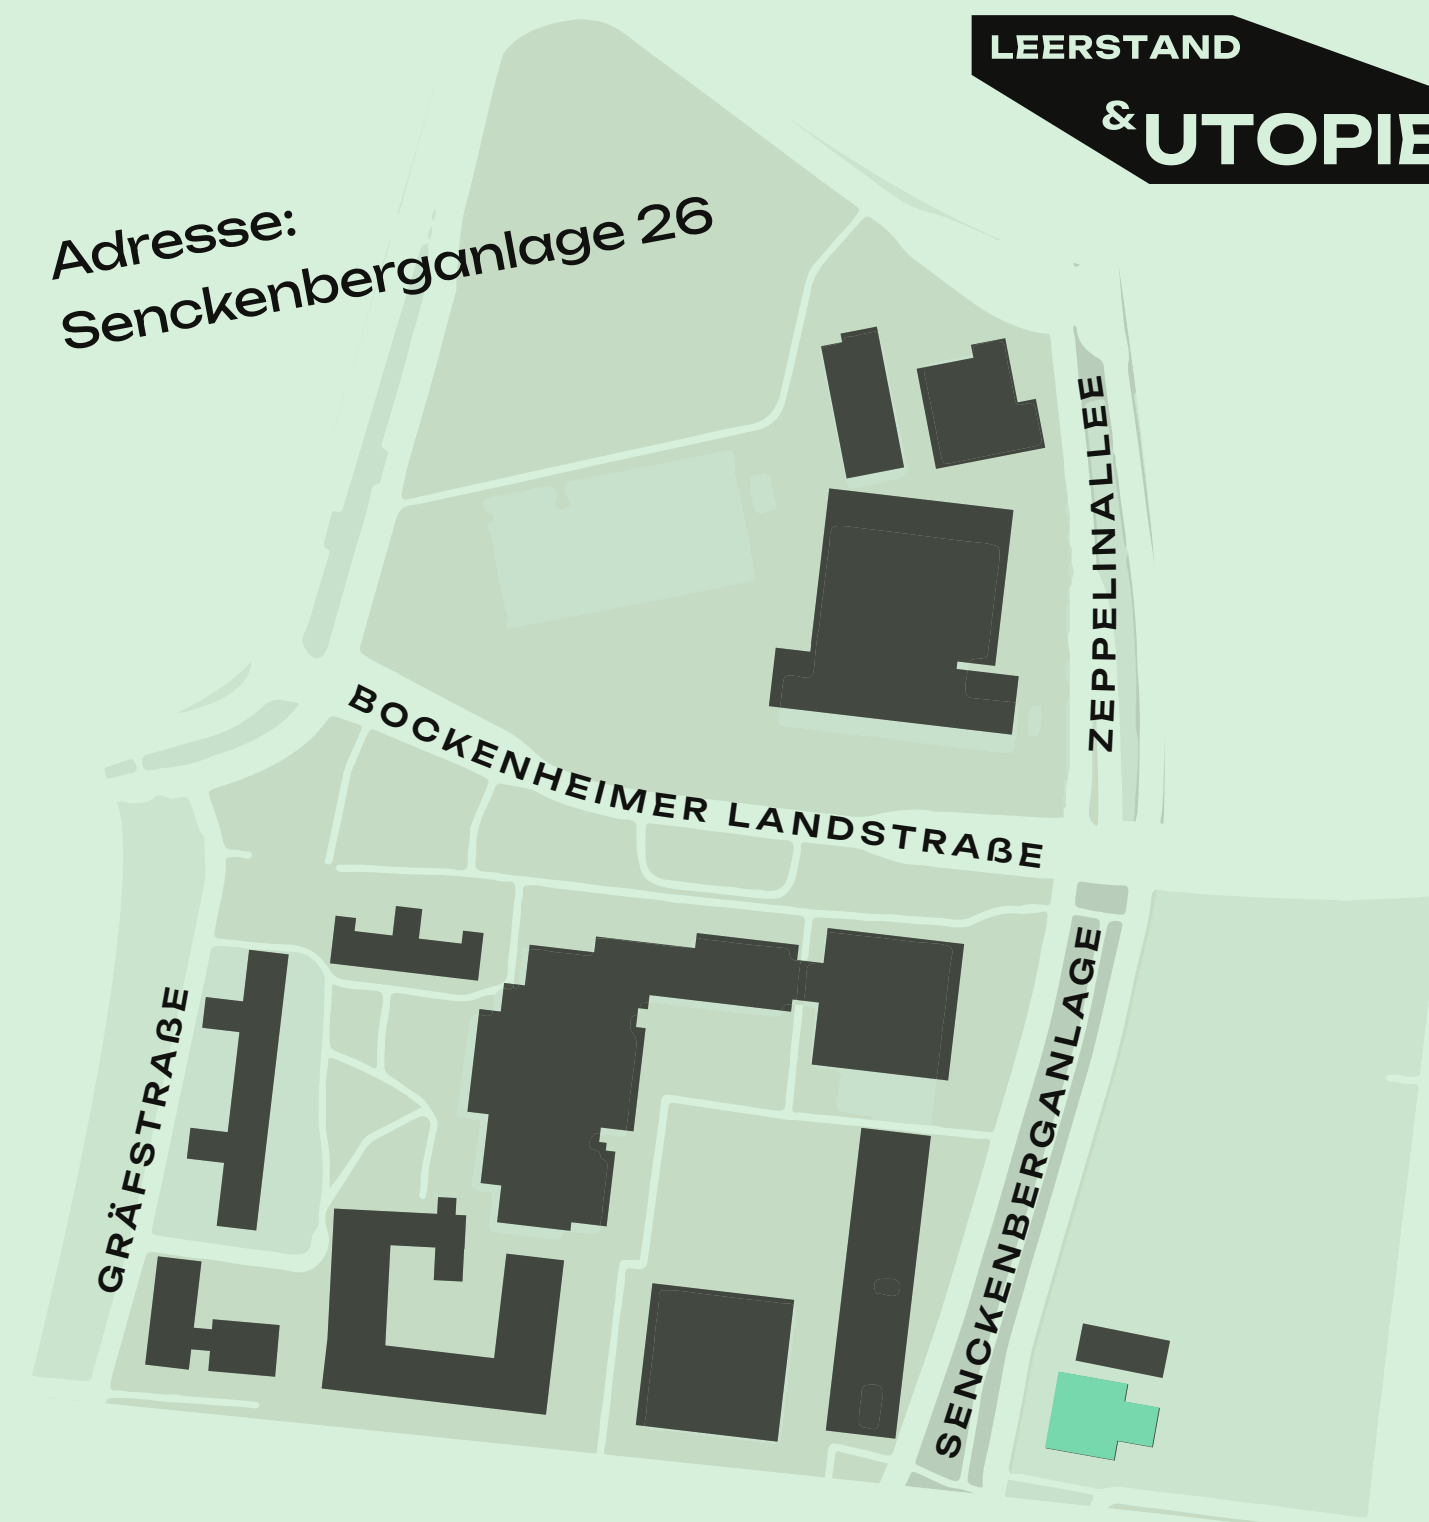 LEERSTAND
& UTOPIE
Adresse:
Senckenberganlage 26
ZEPPELINALLEE
BOCKENHEIMER LANDSTRAßE
SENCKENBERGANLAGE
GRÄFSTRAßE